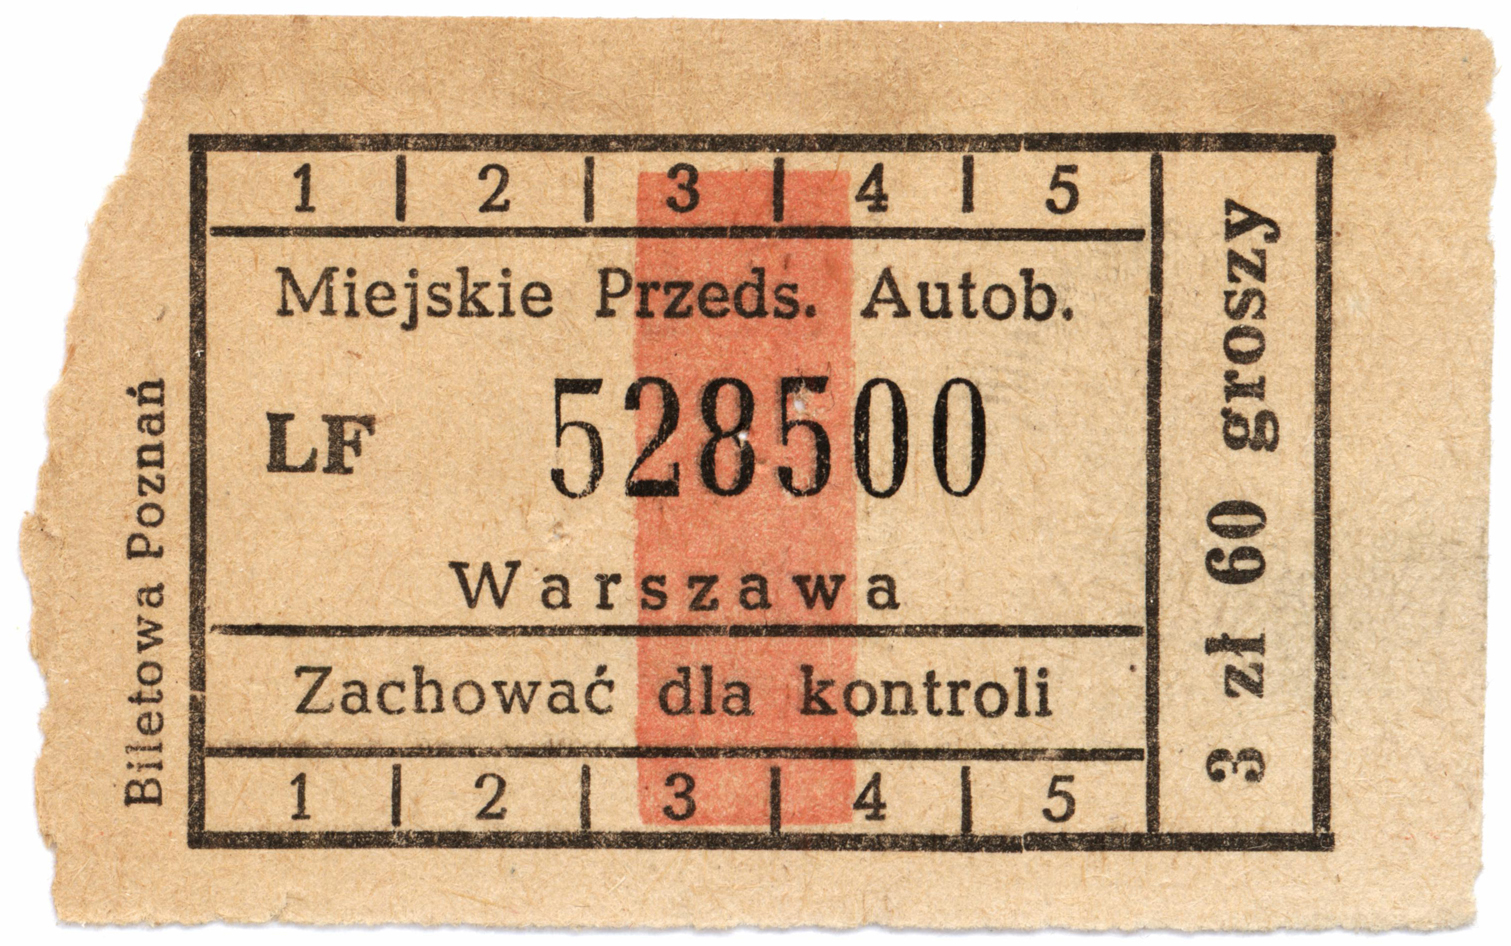 1 | 2 | 3 | 4 | 5
Miejskie Przeds. Autob.
LF 528500
Warszawa
Zachować dla kontroli
1 | 2 | 3 | 4 | 5
3 zł 60 groszy
Biletowa Poznań